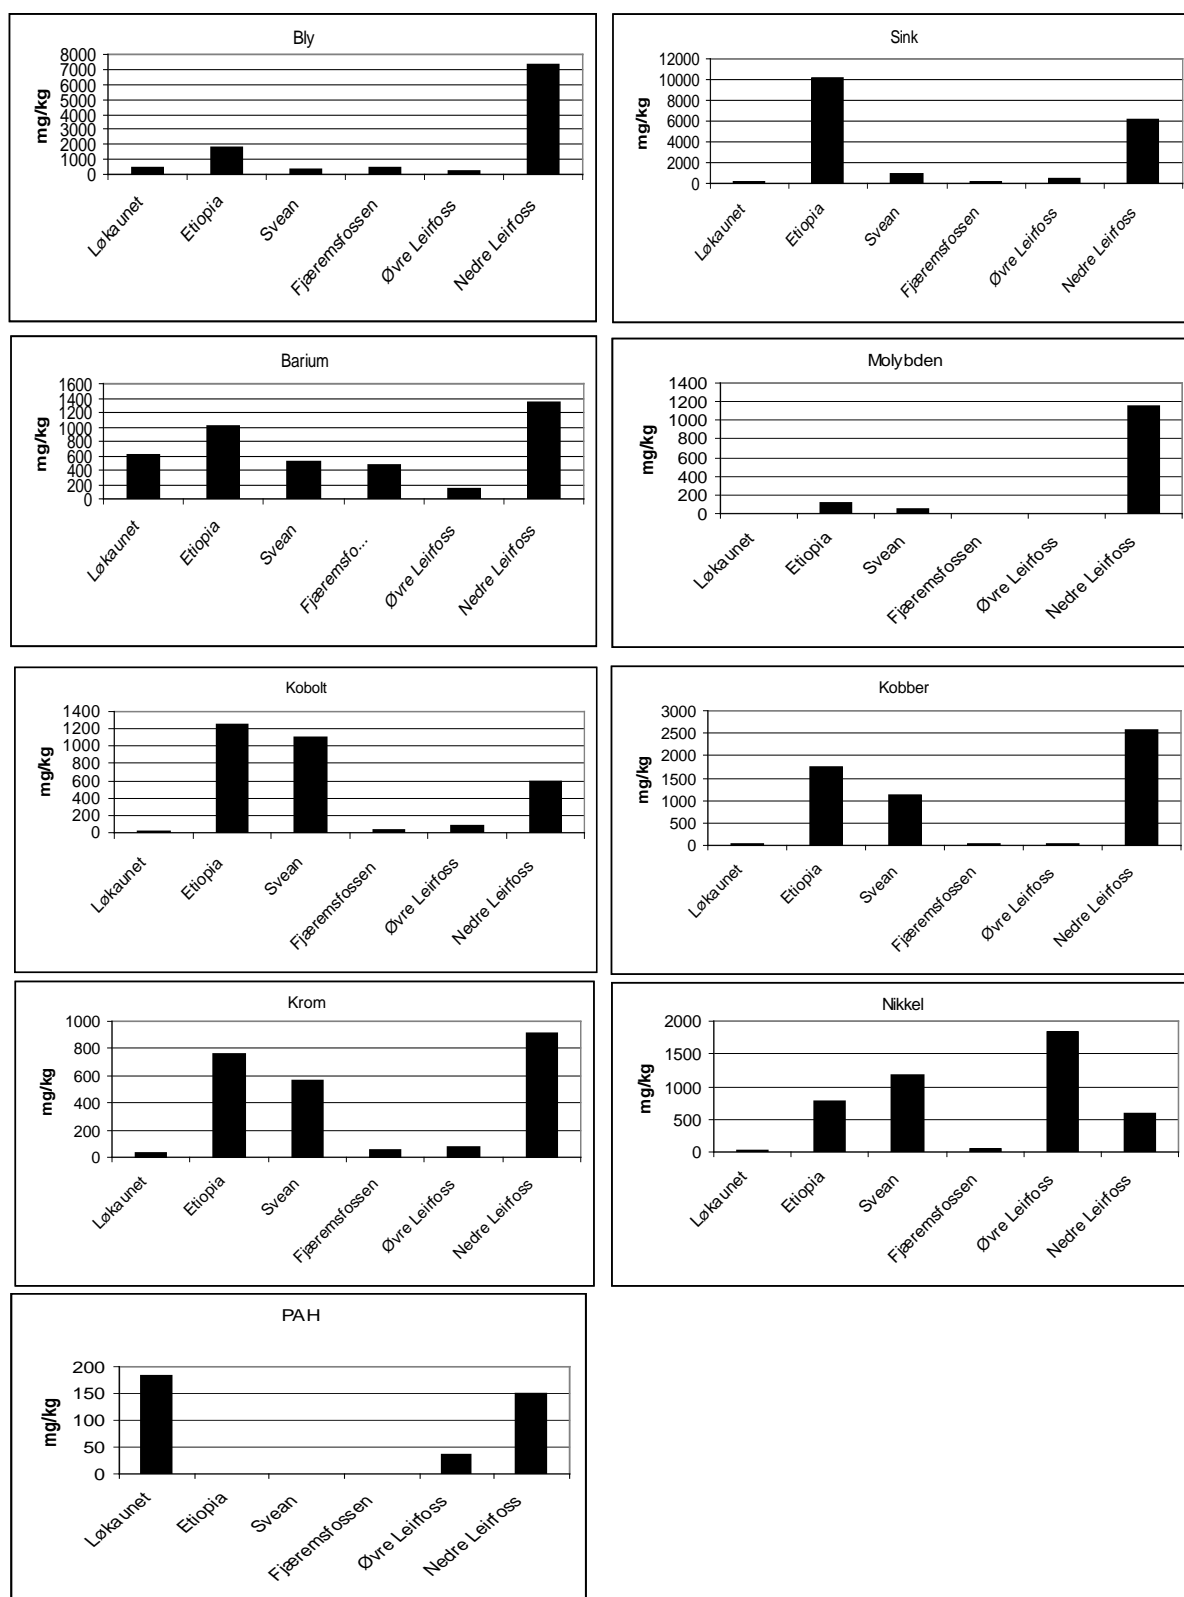 Bly
8000
7000
6000
5000
4000
3000
2000
1000
0
mg/kg
Løkaunet
Etiopia
Svean
Fjæremsfossen
Øvre Leirfoss
Nedre Leirfoss
Sink
12000
10000
8000
6000
4000
2000
0
mg/kg
Løkaunet
Etiopia
Svean
Fjæremsfossen
Øvre Leirfoss
Nedre Leirfoss
Barium
1600
1400
1200
1000
800
600
400
200
0
mg/kg
Løkaunet
Etiopia
Svean
Fjæremsfo...
Øvre Leirfoss
Nedre Leirfoss
Molybden
1400
1200
1000
800
600
400
200
0
mg/kg
Løkaunet
Etiopia
Svean
Fjæremsfossen
Øvre Leirfoss
Nedre Leirfoss
Kobolt
1400
1200
1000
800
600
400
200
0
mg/kg
Løkaunet
Etiopia
Svean
Fjæremsfossen
Øvre Leirfoss
Nedre Leirfoss
Kobber
3000
2500
2000
1500
1000
500
0
mg/kg
Løkaunet
Etiopia
Svean
Fjæremsfossen
Øvre Leirfoss
Nedre Leirfoss
Krom
1000
800
600
400
200
0
mg/kg
Løkaunet
Etiopia
Svean
Fjæremsfossen
Øvre Leirfoss
Nedre Leirfoss
Nikkel
2000
1500
1000
500
0
mg/kg
Løkaunet
Etiopia
Svean
Fjæremsfossen
Øvre Leirfoss
Nedre Leirfoss
PAH
200
150
100
50
0
mg/kg
Løkaunet
Etiopia
Svean
Fjæremsfossen
Øvre Leirfoss
Nedre Leirfoss